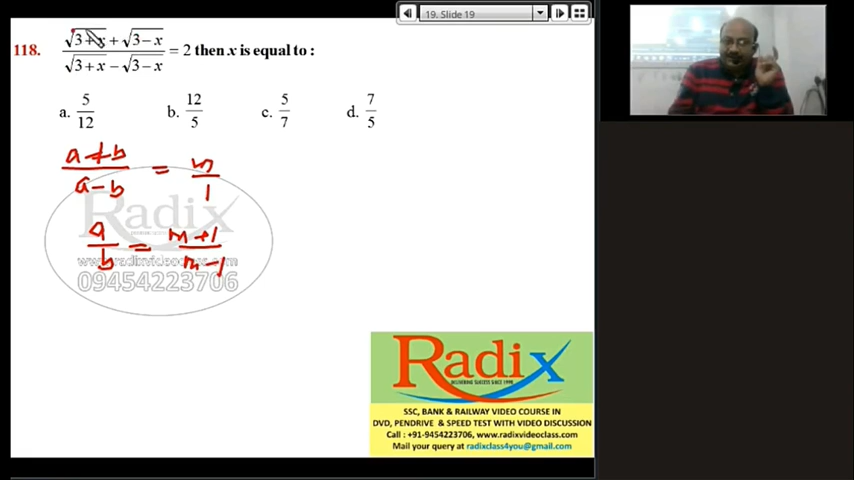 19. Slide 19
118. (√3+x + √3−x) / (√3+x − √3−x) = 2 then x is equal to :
a. 5/12 b. 12/5 c. 5/7 d. 7/5
a+b / a−b = m / 1
a / b = m+1 / m−1
Radix
www.radixvideoclass.com
09454223706
Radix
DELIVERING SUCCESS SINCE 1998
SSC, BANK & RAILWAY VIDEO COURSE IN
DVD, PENDRIVE & SPEED TEST WITH VIDEO DISCUSSION
Call : +91-9454223706, www.radixvideoclass.com
Mail your query at radixclass4you@gmail.com